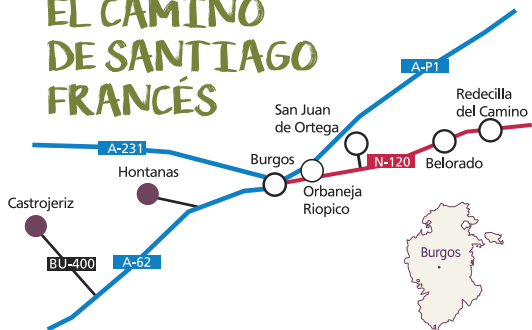 EL CAMINO
DE SANTIAGO
FRANCÉS
A-P1
Redecilla
del Camino
San Juan
de Ortega
A-231
Burgos
N-120
Belorado
Hontanas
Orbaneja
Riopico
Castrojeriz
BU-400
A-62
Burgos